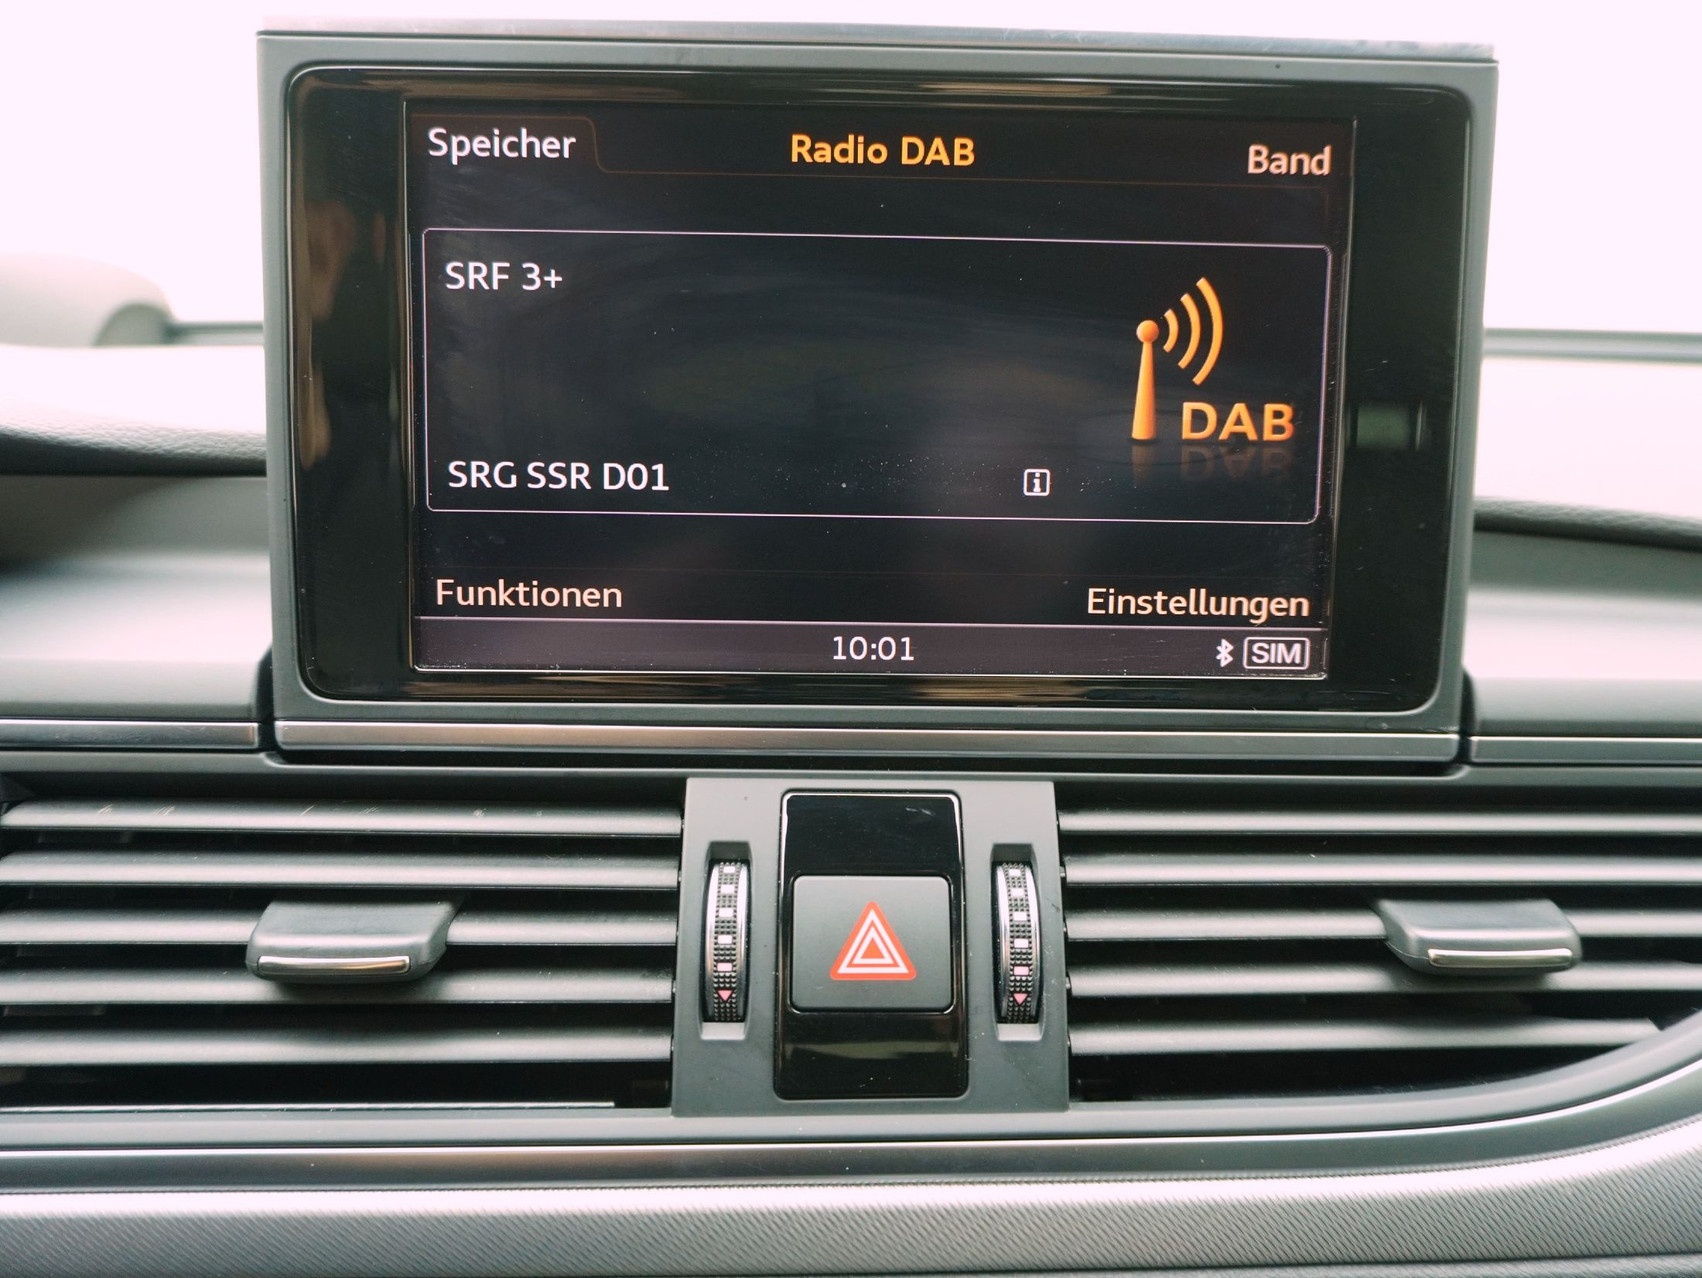 Speicher
Radio DAB
Band
SRF 3+
DAB
SRG SSR D01
i
Funktionen
Einstellungen
10:01
SIM